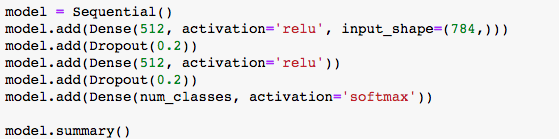 model = Sequential()
model.add(Dense(512, activation='relu', input_shape=(784,)))
model.add(Dropout(0.2))
model.add(Dense(512, activation='relu'))
model.add(Dropout(0.2))
model.add(Dense(num_classes, activation='softmax'))
model.summary()